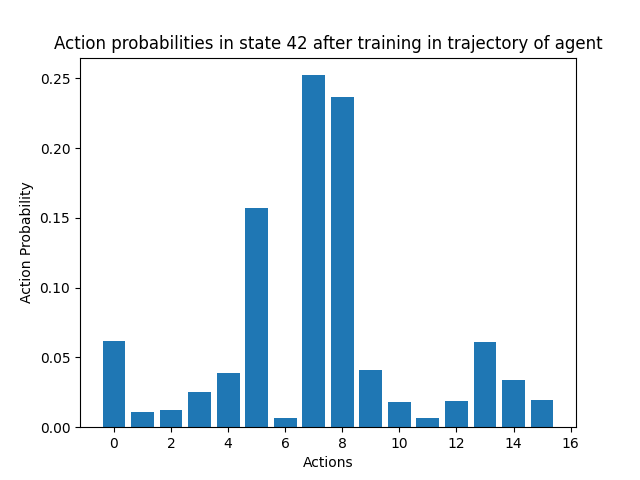 Action probabilities in state 42 after training in trajectory of agent
0.25
0.20
0.15
0.10
0.05
0.00
Action Probability
0 2 4 6 8 10 12 14 16
Actions